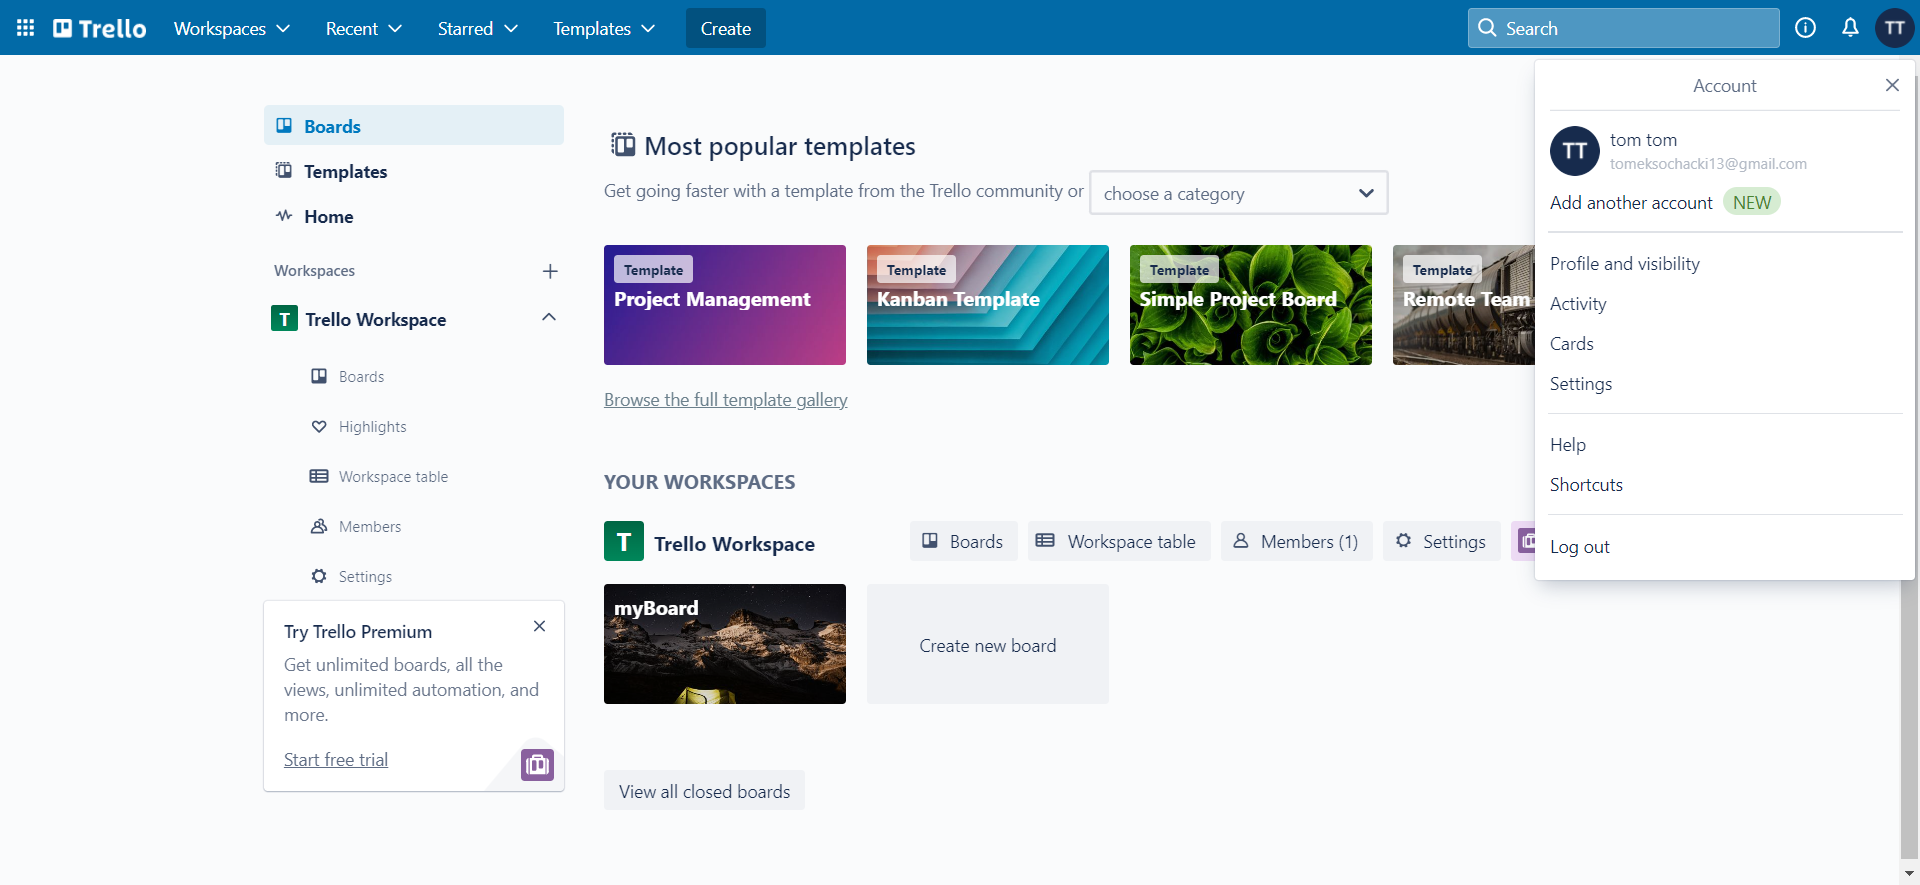 Trello
Workspaces
Recent
Starred
Templates
Create
Search
TT
Boards
Templates
Home
Workspaces
T Trello Workspace
Boards
Highlights
Workspace table
Members
Settings
Try Trello Premium
Get unlimited boards, all the
views, unlimited automation, and
more.
Start free trial
Most popular templates
Get going faster with a template from the Trello community or
choose a category
Template
Project Management
Template
Kanban Template
Template
Simple Project Board
Template
Remote Team
Browse the full template gallery
YOUR WORKSPACES
T Trello Workspace
Boards
Workspace table
Members (1)
Settings
myBoard
Create new board
View all closed boards
Account
TT
tom tom
tomeksochacki13@gmail.com
Add another account NEW
Profile and visibility
Activity
Cards
Settings
Help
Shortcuts
Log out